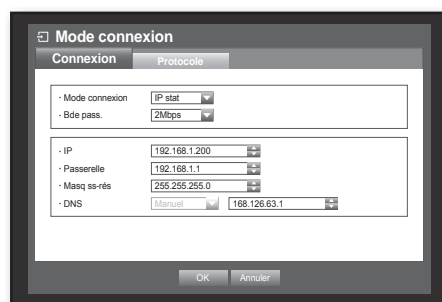 Mode connexion
Connexion Protocole
· Mode connexion IP stat
· Bde pass. 2Mbps
· IP 192.168.1.200
· Passerelle 192.168.1.1
· Masq ss-rés 255.255.255.0
· DNS Manuel 168.126.63.1
OK Annuler